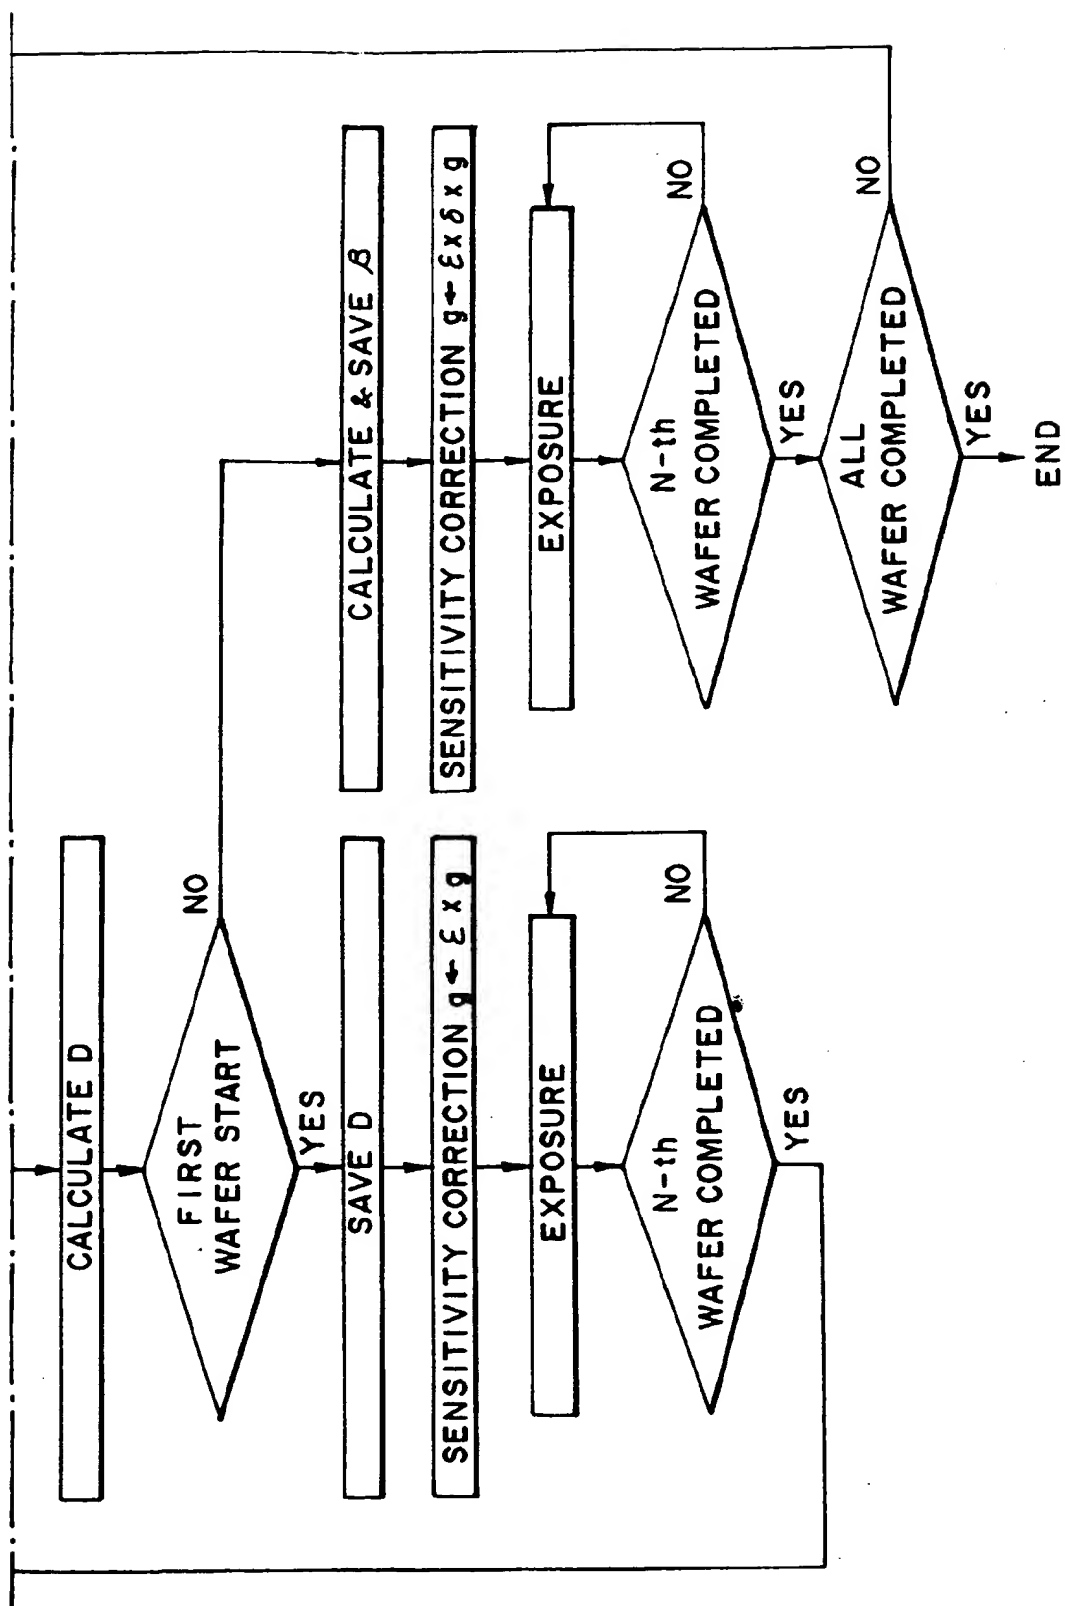 CALCULATE D
FIRST
WAFER START
NO
YES
SAVE D
SENSITIVITY CORRECTION g ← ε x g
EXPOSURE
N-th
WAFER COMPLETED
NO
YES
CALCULATE & SAVE β
SENSITIVITY CORRECTION g ← ε x δ x g
EXPOSURE
N-th
WAFER COMPLETED
NO
YES
ALL
WAFER COMPLETED
NO
YES
END